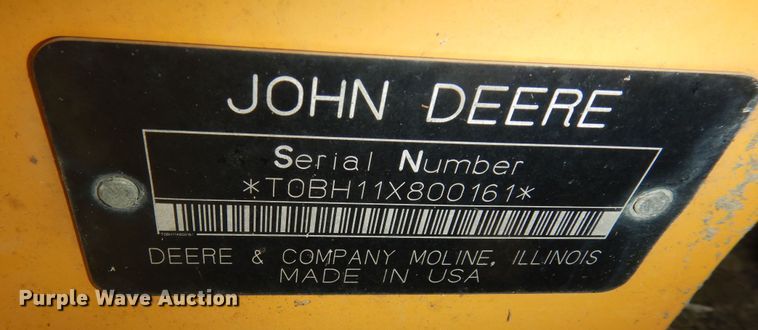 JOHN DEERE
Serial Number
*T0BH11X800161*
DEERE & COMPANY MOLINE, ILLINOIS
MADE IN USA
Purple Wave Auction